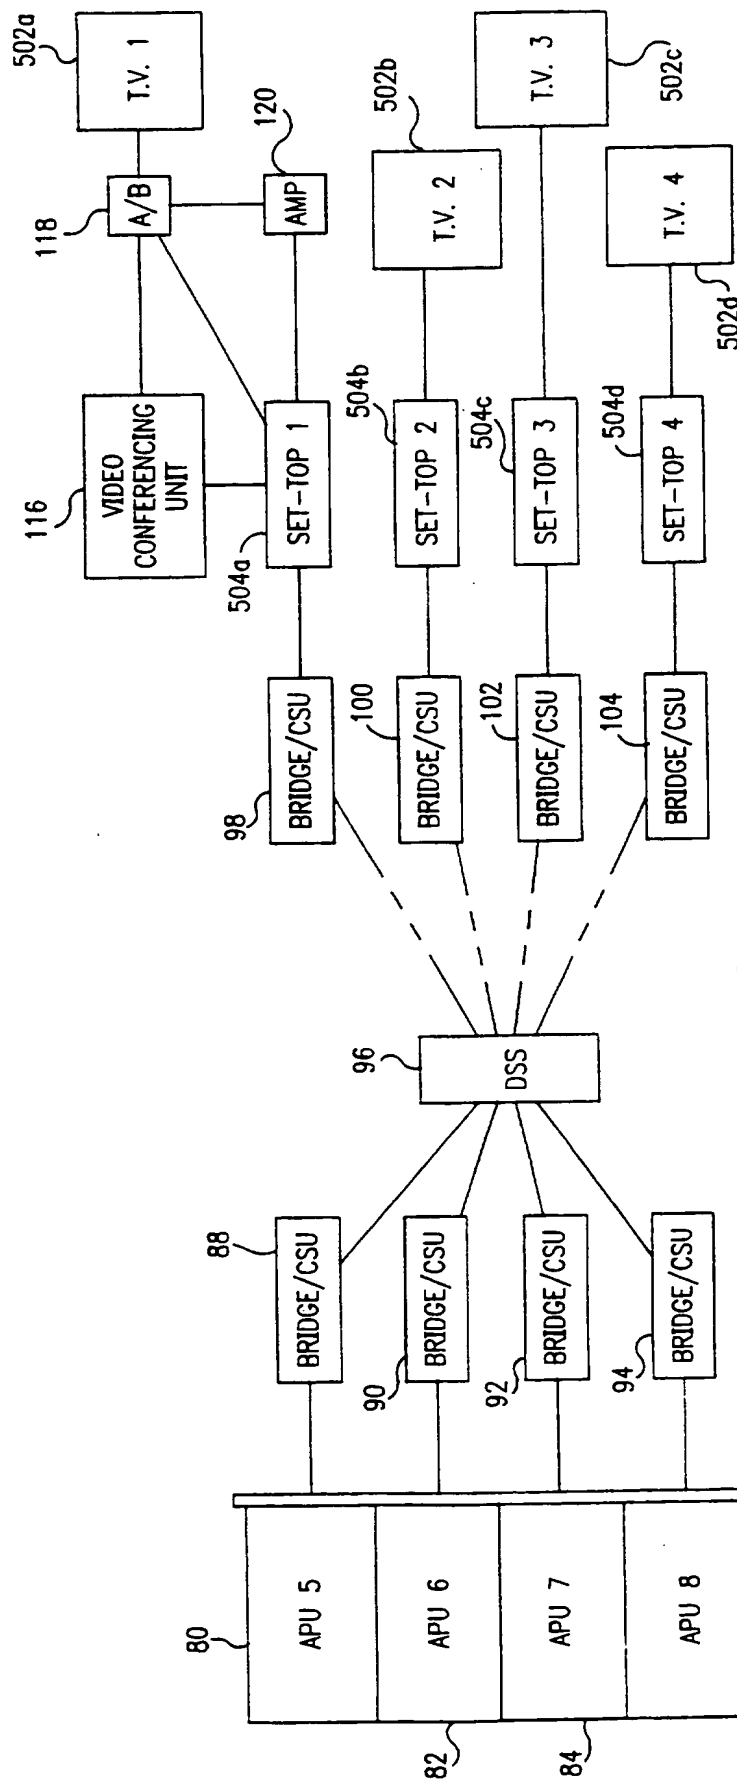 502a
T.V. 1
120
118
A/B
AMP
502b
T.V. 2
T.V. 3
502c
T.V. 4
502d
116
VIDEO
CONFERENCING
UNIT
504a
SET-TOP 1
504b
SET-TOP 2
504c
SET-TOP 3
504d
SET-TOP 4
98
BRIDGE/CSU
100
BRIDGE/CSU
102
BRIDGE/CSU
104
BRIDGE/CSU
96
DSS
88
BRIDGE/CSU
90
BRIDGE/CSU
92
BRIDGE/CSU
94
BRIDGE/CSU
80
APU 5
APU 6
APU 7
APU 8
82
84